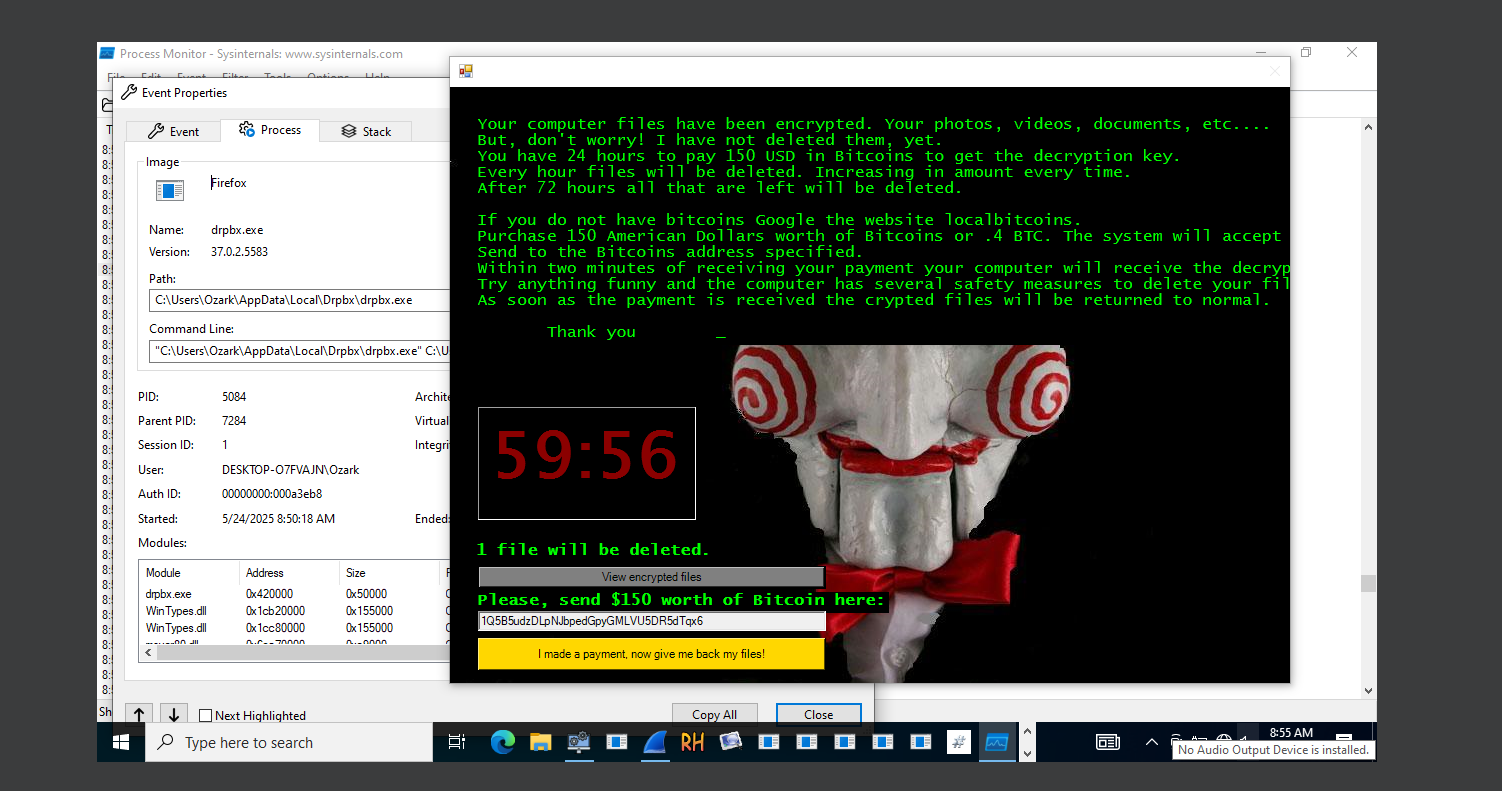 Process Monitor - Sysinternals: www.sysinternals.com
File Edit Event Filter Tools Options Help
Event Properties
Event
Process
Stack
Image
Firefox
Name: drpbx.exe
Version: 37.0.2.5583
Path:
C:\Users\Ozark\AppData\Local\Drpbx\drpbx.exe
Command Line:
"C:\Users\Ozark\AppData\Local\Drpbx\drpbx.exe" C:\U
PID: 5084 Archite
Parent PID: 7284 Virtual
Session ID: 1 Integri
User: DESKTOP-O7FVAJN\Ozark
Auth ID: 00000000:000a3eb8
Started: 5/24/2025 8:50:18 AM Ended:
Modules:
Module Address Size
drpbx.exe 0x420000 0x50000
WinTypes.dll 0x1cb20000 0x155000
WinTypes.dll 0x1cc80000 0x155000
Next Highlighted
Copy All
Close
Your computer files have been encrypted. Your photos, videos, documents, etc....
But, don't worry! I have not deleted them, yet.
You have 24 hours to pay 150 USD in Bitcoins to get the decryption key.
Every hour files will be deleted. Increasing in amount every time.
After 72 hours all that are left will be deleted.
If you do not have bitcoins Google the website localbitcoins.
Purchase 150 American Dollars worth of Bitcoins or .4 BTC. The system will accept
Send to the Bitcoins address specified.
Within two minutes of receiving your payment your computer will receive the decryp
Try anything funny and the computer has several safety measures to delete your fil
As soon as the payment is received the crypted files will be returned to normal.
Thank you _
59:56
1 file will be deleted.
View encrypted files
Please, send $150 worth of Bitcoin here:
1Q5B5udzDLpNJbpedGpyGMLVU5DR5dTqx6
I made a payment, now give me back my files!
Sh
Type here to search
RH
#
8:55 AM
No Audio Output Device is installed.